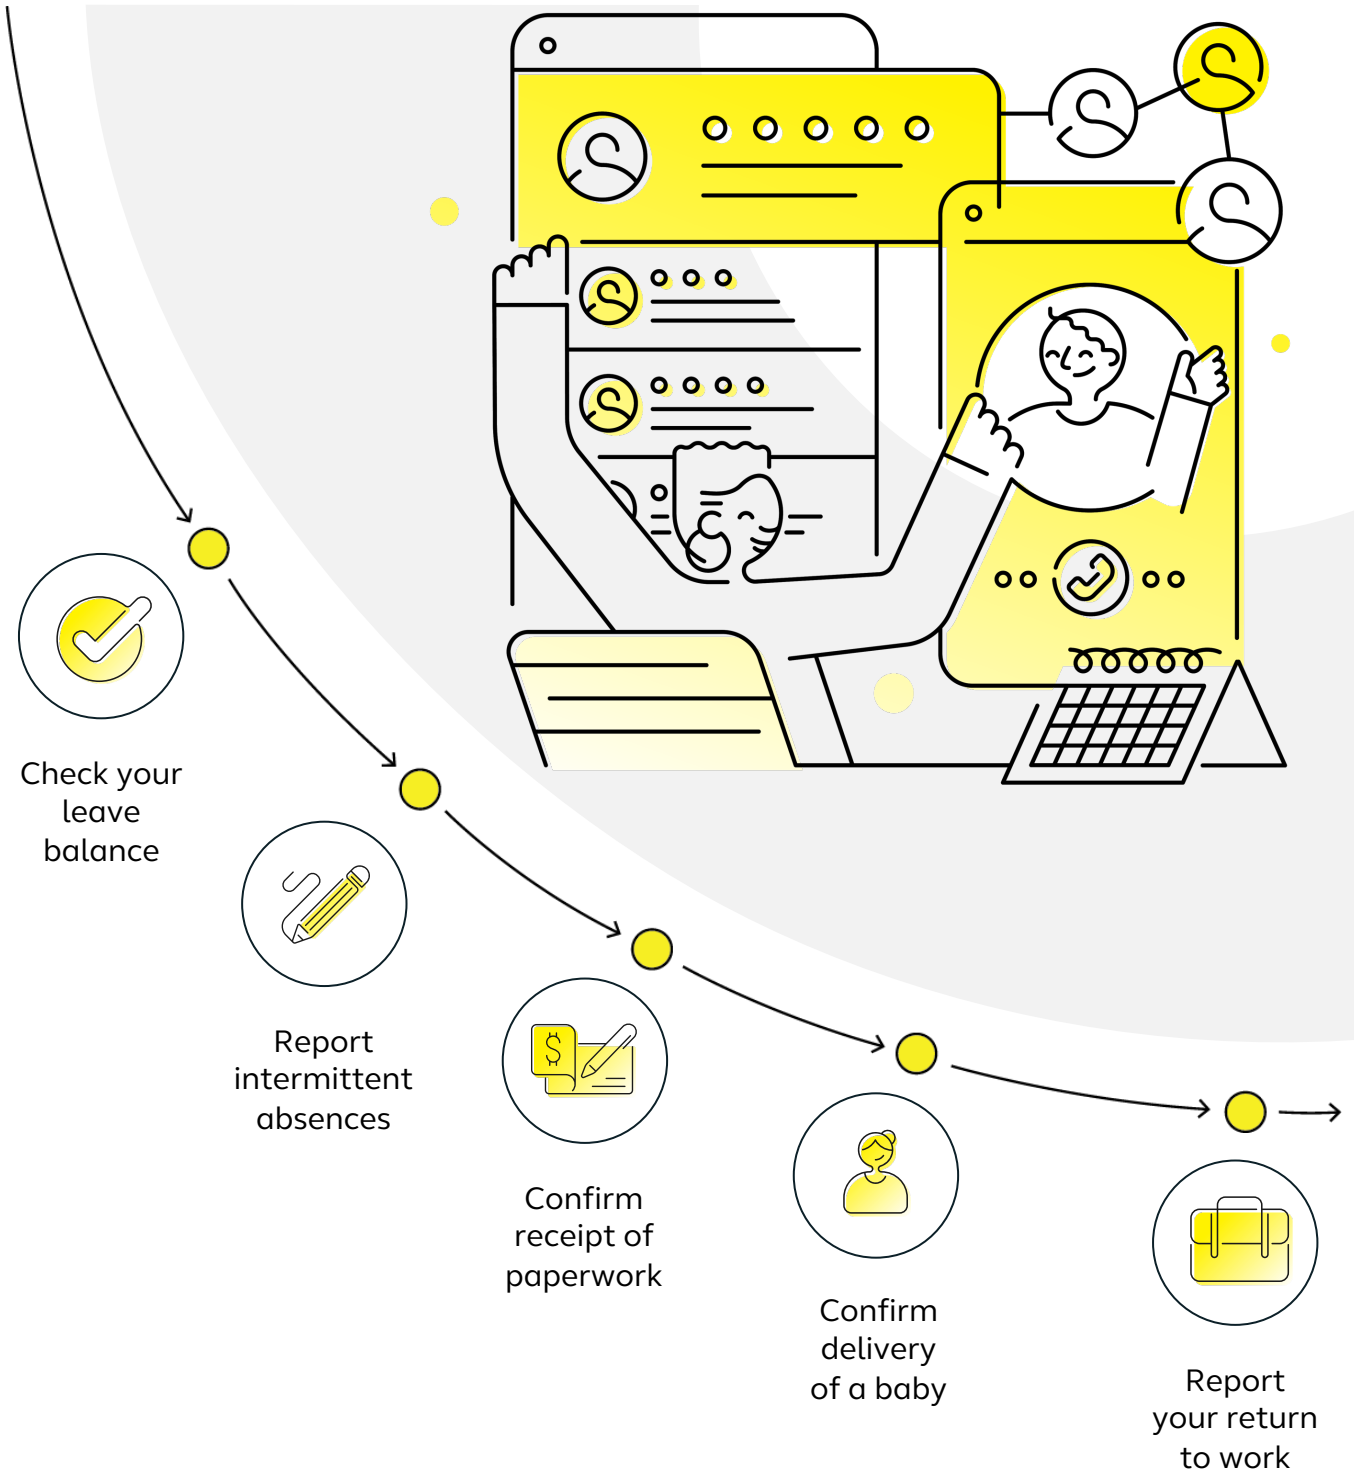 Check your
leave
balance
Report
intermittent
absences
$
Confirm
receipt of
paperwork
Confirm
delivery
of a baby
Report
your return
to work